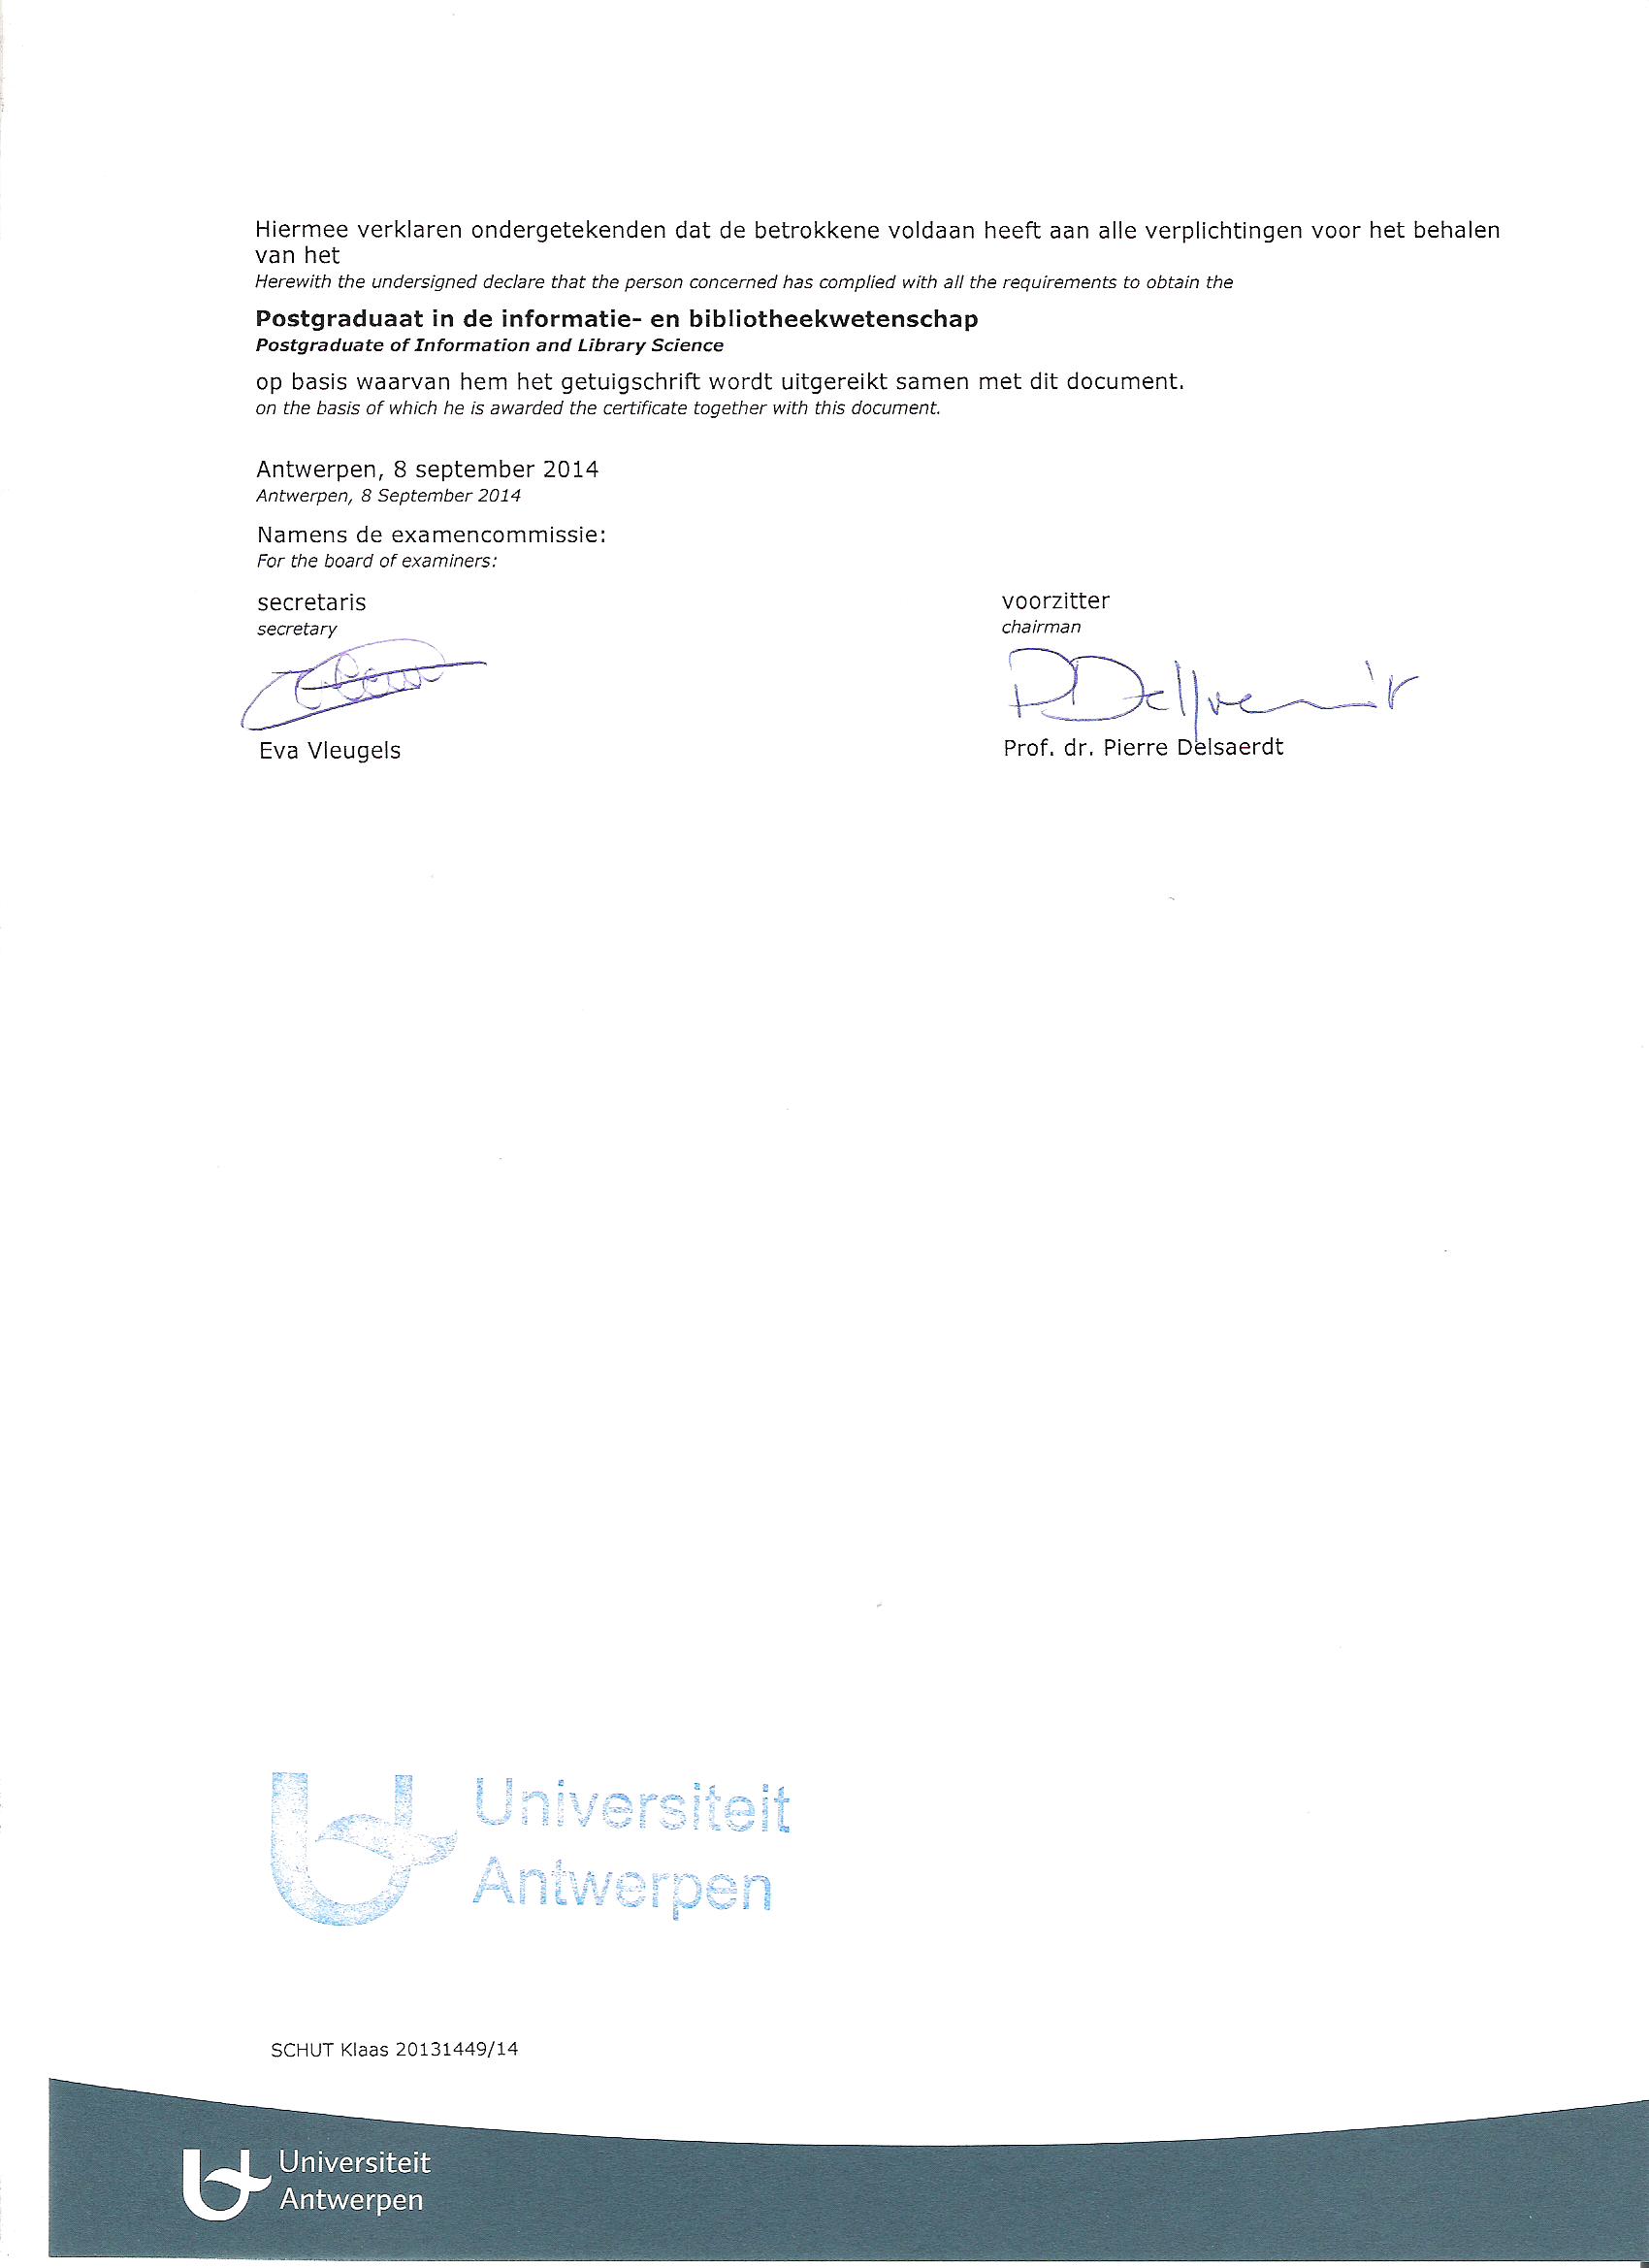 Hiermee verklaren ondergetekenden dat de betrokkene voldaan heeft aan alle verplichtingen voor het behalen
van het
Herewith the undersigned declare that the person concerned has complied with all the requirements to obtain the
Postgraduaat in de informatie- en bibliotheekwetenschap
Postgraduate of Information and Library Science
op basis waarvan hem het getuigschrift wordt uitgereikt samen met dit document.
on the basis of which he is awarded the certificate together with this document.
Antwerpen, 8 september 2014
Antwerpen, 8 September 2014
Namens de examencommissie:
For the board of examiners:
secretaris
secretary
Eva Vleugels
voorzitter
chairman
Prof. dr. Pierre Delsaerdt
Universiteit
Antwerpen
SCHUT Klaas 20131449/14
Universiteit
Antwerpen